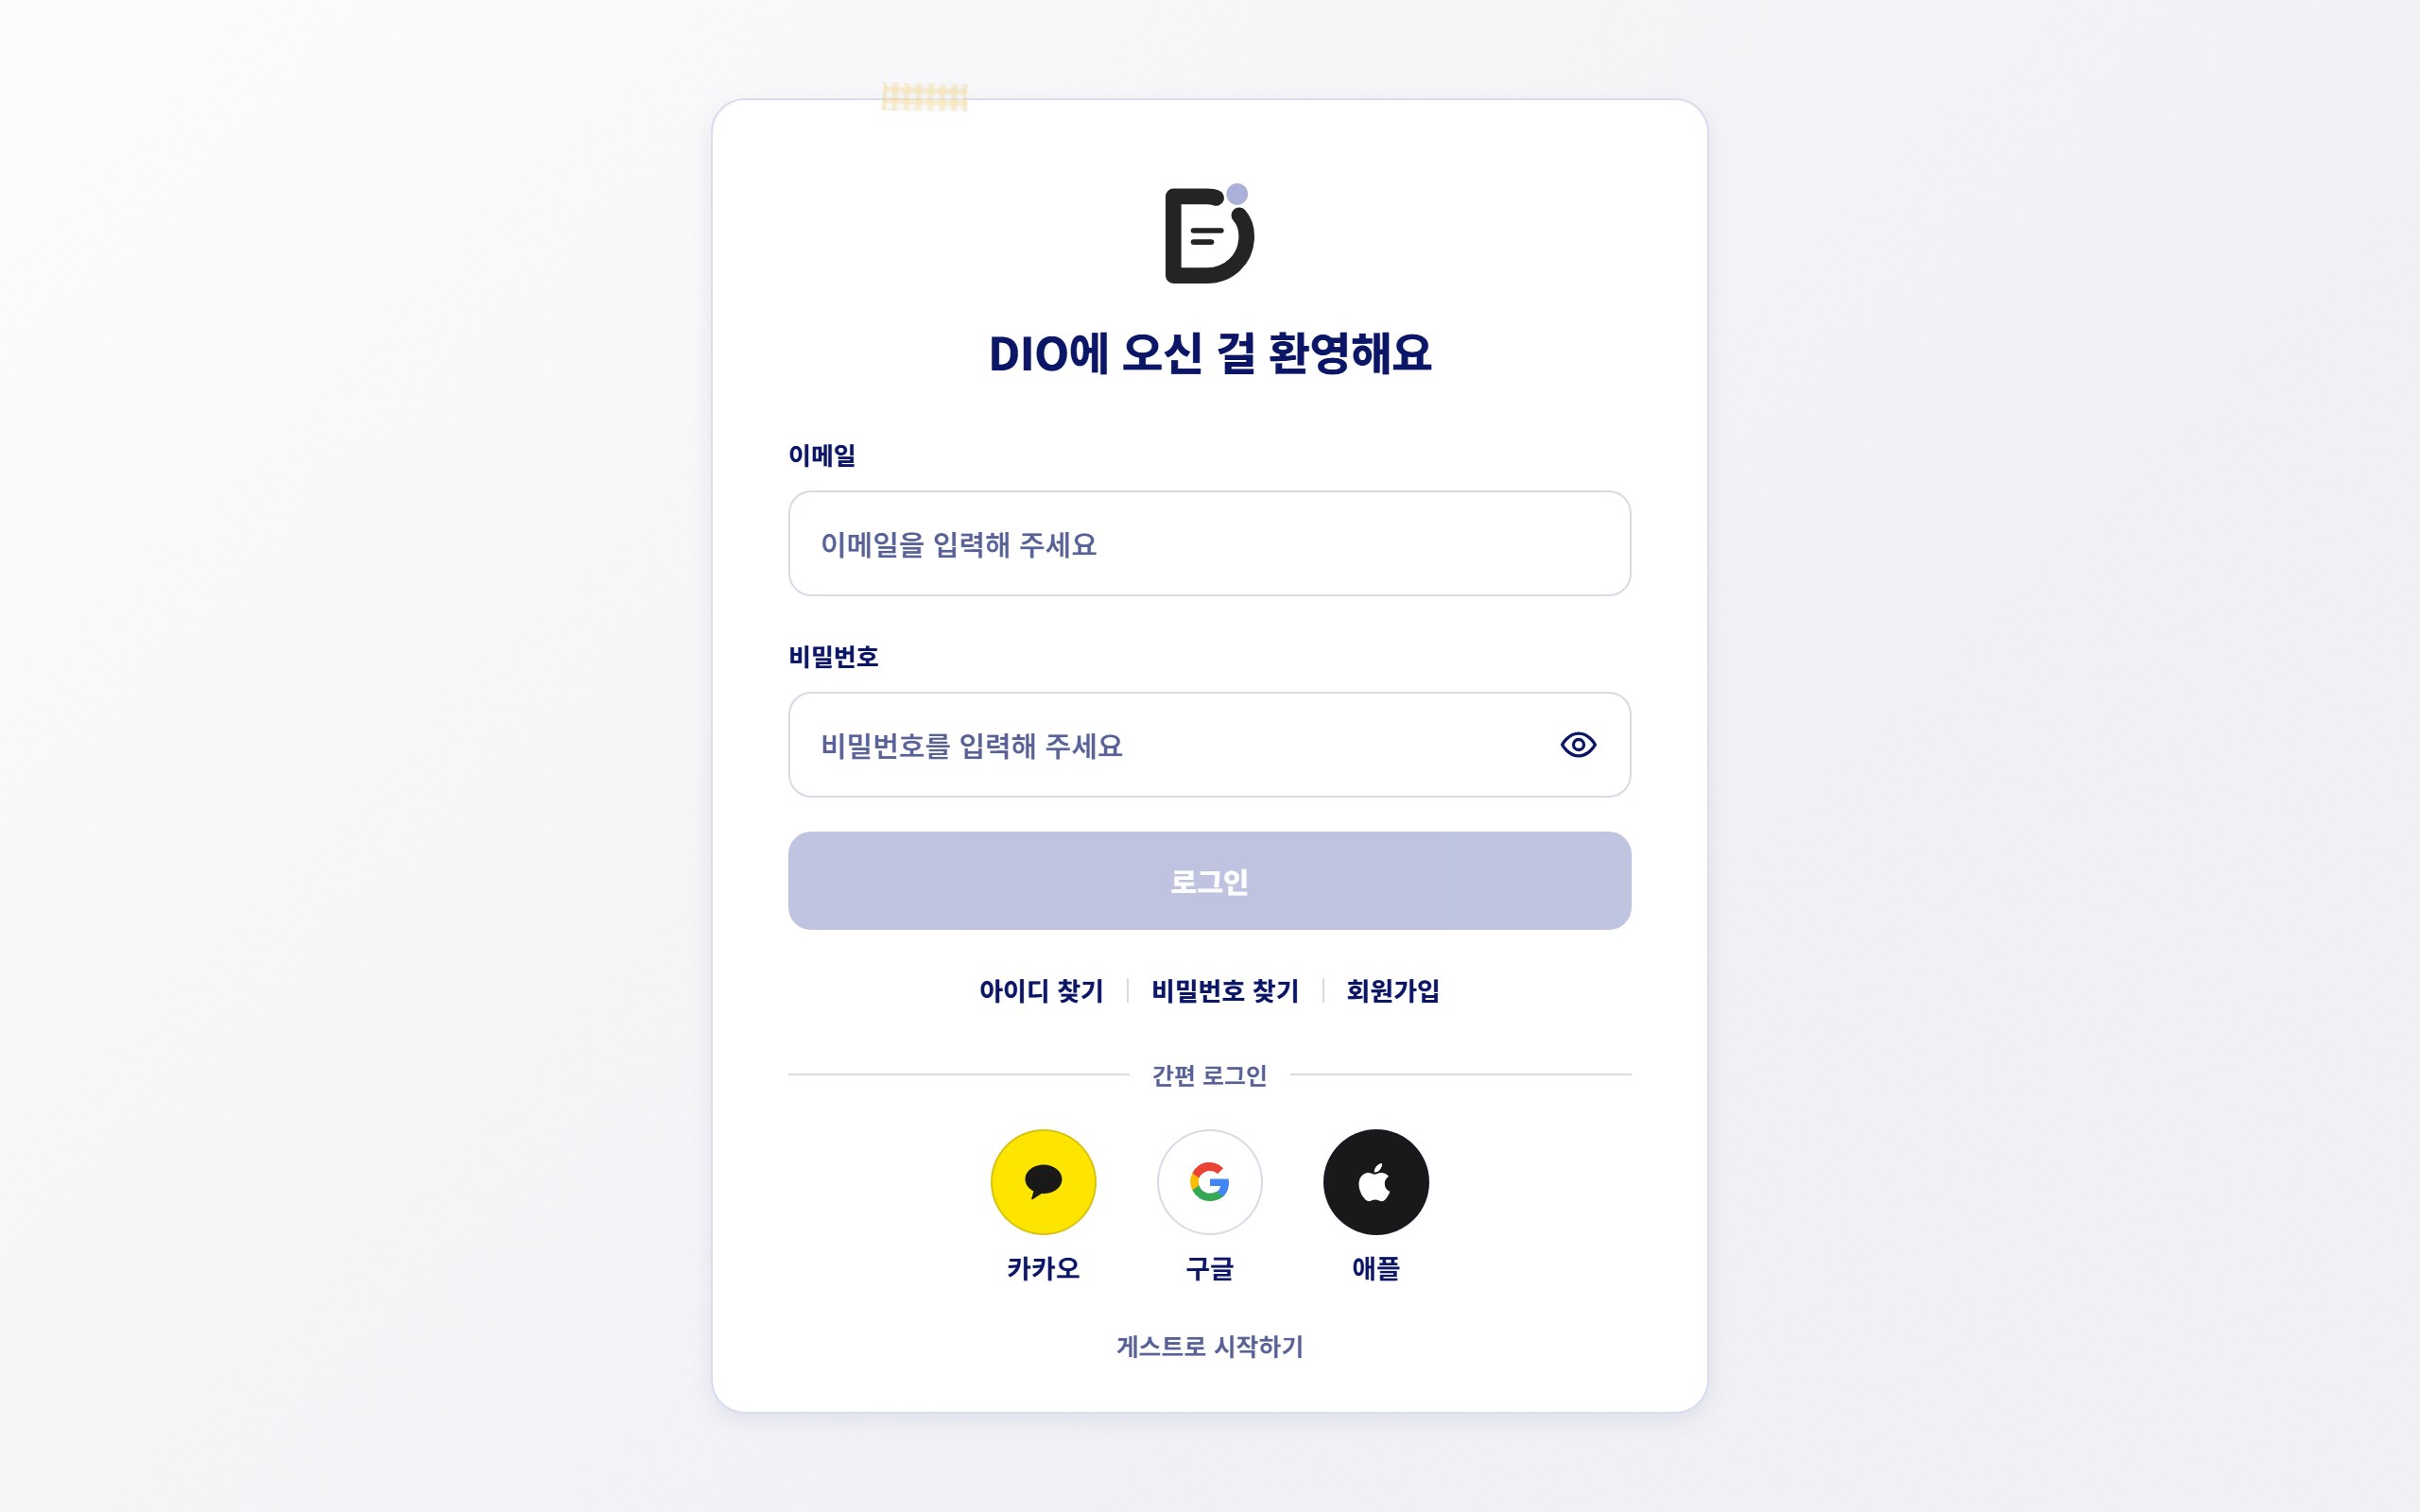 DIO에 오신 걸 환영해요
이메일
이메일을 입력해 주세요
비밀번호
비밀번호를 입력해 주세요
로그인
아이디 찾기 | 비밀번호 찾기 | 회원가입
간편 로그인
카카오 구글 애플
게스트로 시작하기